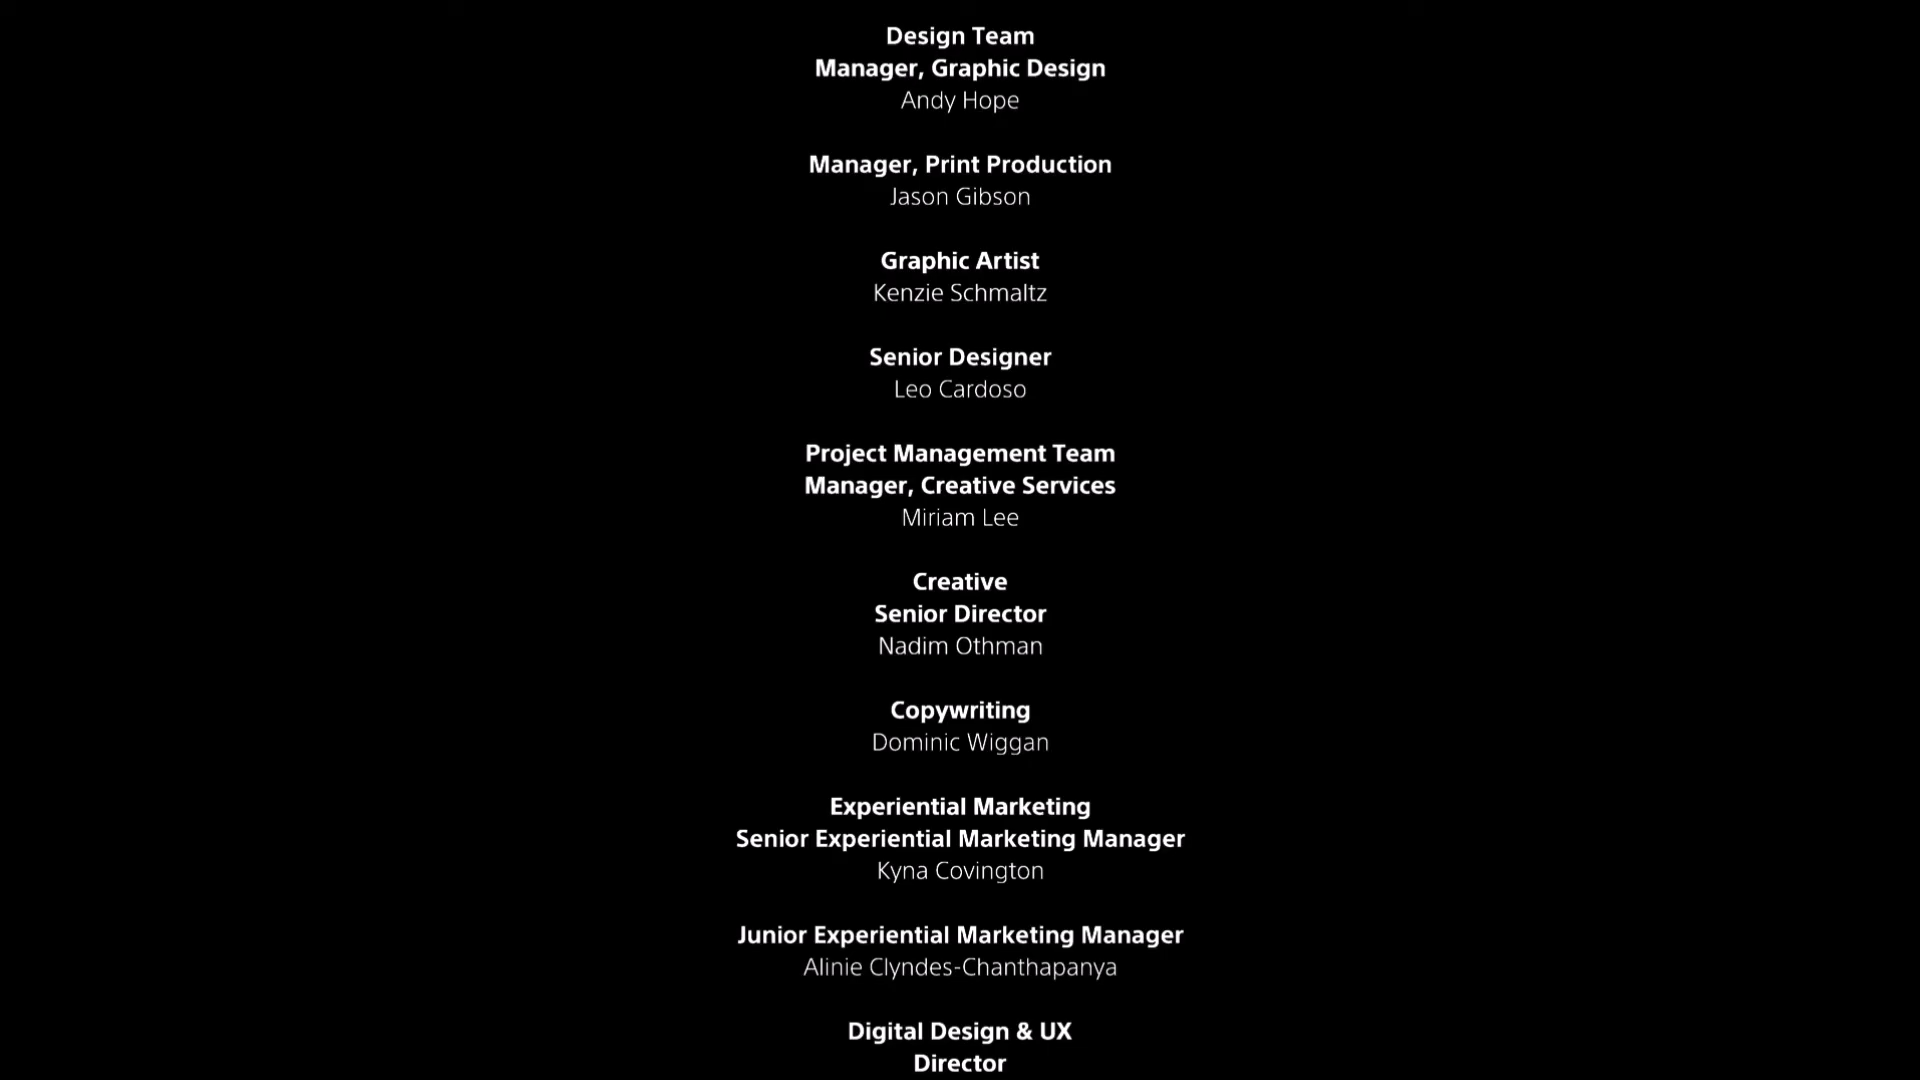 Design Team
Manager, Graphic Design
Andy Hope
Manager, Print Production
Jason Gibson
Graphic Artist
Kenzie Schmaltz
Senior Designer
Leo Cardoso
Project Management Team
Manager, Creative Services
Miriam Lee
Creative
Senior Director
Nadim Othman
Copywriting
Dominic Wiggan
Experiential Marketing
Senior Experiential Marketing Manager
Kyna Covington
Junior Experiential Marketing Manager
Alinie Clyndes-Chanthapanya
Digital Design & UX
Director